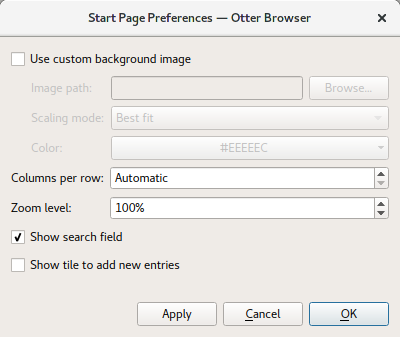 Start Page Preferences — Otter Browser
Use custom background image
Image path: Browse...
Scaling mode: Best fit
Color: #EEEEEC
Columns per row: Automatic
Zoom level: 100%
Show search field
Show tile to add new entries
Apply Cancel OK